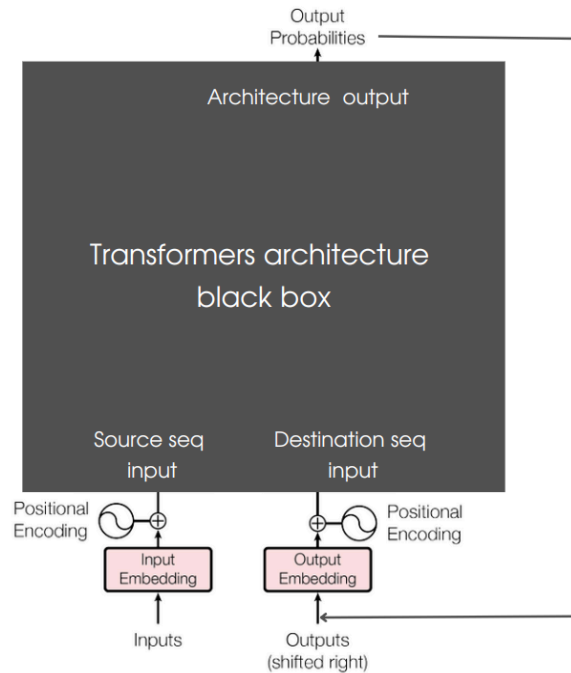 Output
Probabilities
Architecture output
Transformers architecture
black box
Source seq
input
Destination seq
input
Positional
Encoding
Positional
Encoding
Input
Embedding
Output
Embedding
Inputs
Outputs
(shifted right)